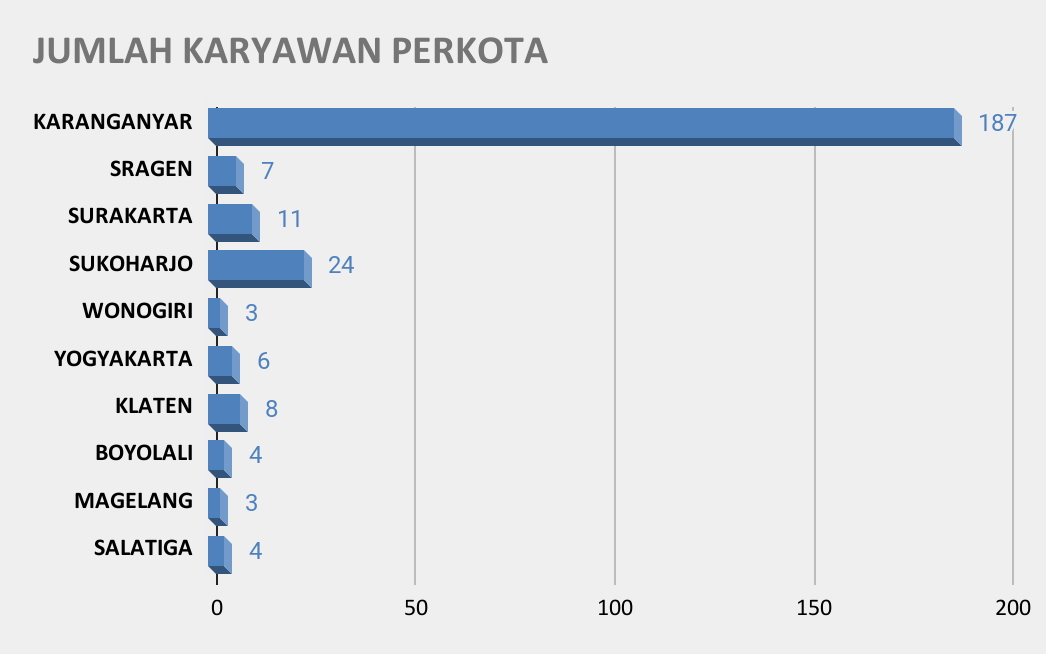 JUMLAH KARYAWAN PERKOTA
KARANGANYAR 187
SRAGEN 7
SURAKARTA 11
SUKOHARJO 24
WONOGIRI 3
YOGYAKARTA 6
KLATEN 8
BOYOLALI 4
MAGELANG 3
SALATIGA 4
0 50 100 150 200